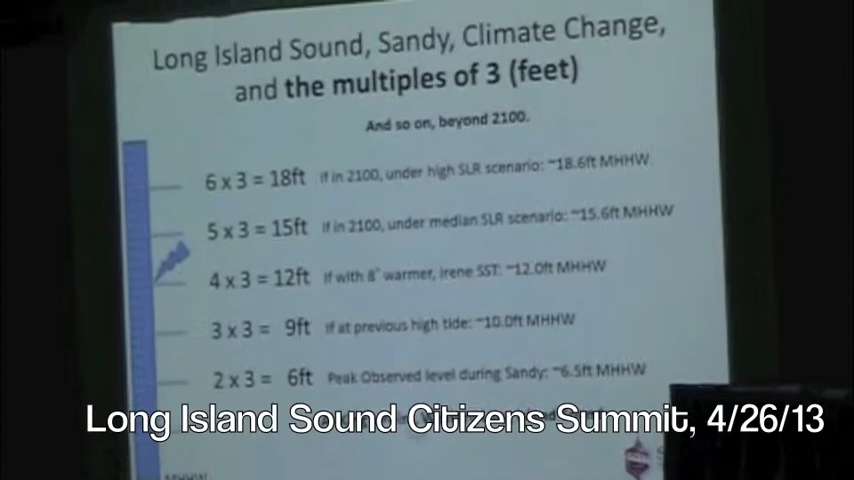 Long Island Sound, Sandy, Climate Change,
and the multiples of 3 (feet)
And so on, beyond 2100.
6 x 3 = 18ft If in 2100, under high SLR scenario: ~18.6ft MHHW
5 x 3 = 15ft If in 2100, under median SLR scenario: ~15.6ft MHHW
4 x 3 = 12ft If with 8° warmer, irene SST: ~12.0ft MHHW
3 x 3 = 9ft If at previous high tide: ~10.0ft MHHW
2 x 3 = 6ft Peak Observed level during Sandy: ~6.5ft MHHW
Long Island Sound Citizens Summit, 4/26/13
MHHW